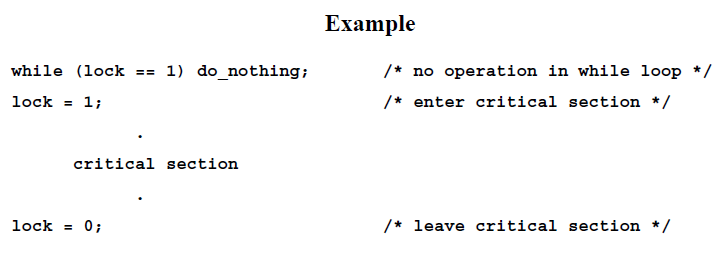 Example
while (lock == 1) do_nothing; /* no operation in while loop */
lock = 1; /* enter critical section */
.
critical section
.
lock = 0; /* leave critical section */